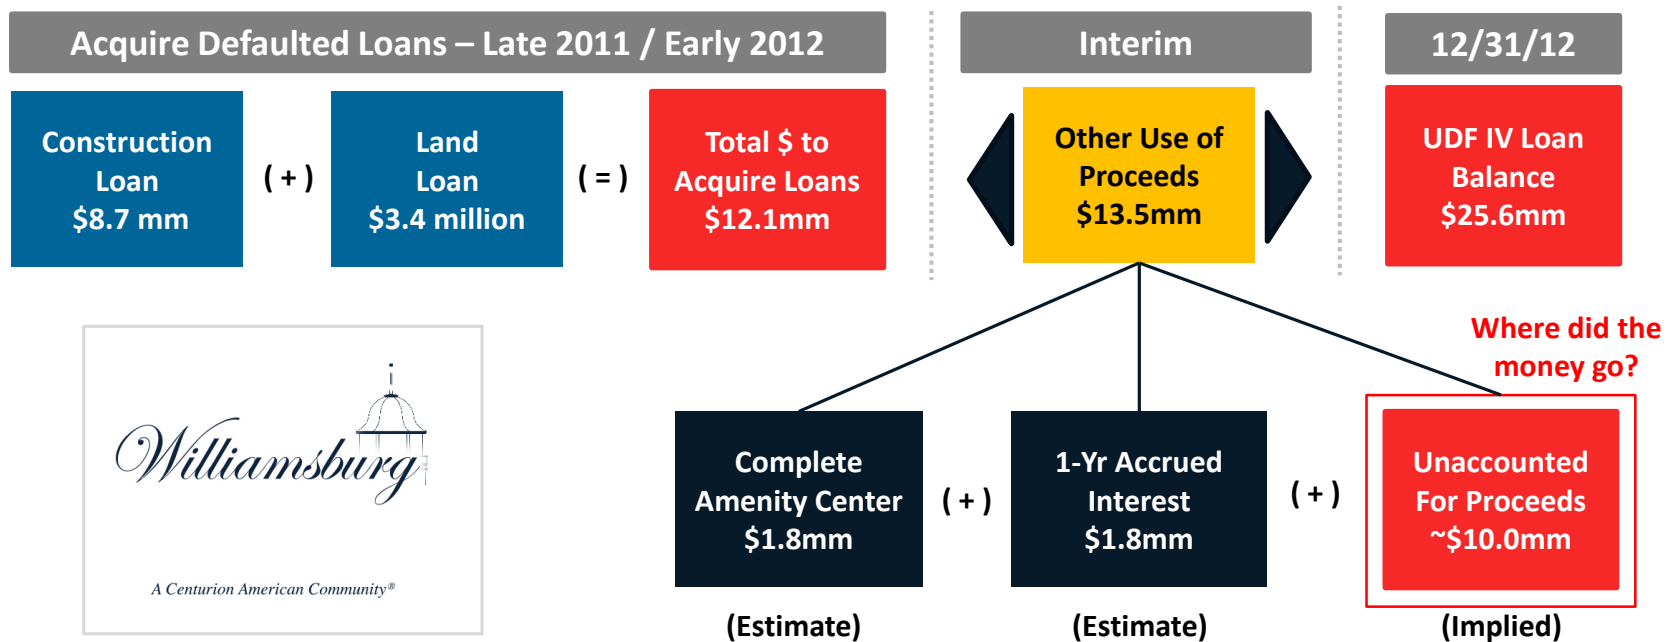 Acquire Defaulted Loans – Late 2011 / Early 2012
Interim
12/31/12
Construction
Loan
$8.7 mm
( + )
Land
Loan
$3.4 million
( = )
Total $ to
Acquire Loans
$12.1mm
Other Use of
Proceeds
$13.5mm
UDF IV Loan
Balance
$25.6mm
Where did the
money go?
Williamsburg
A Centurion American Community®
Complete
Amenity Center
$1.8mm
( + )
1-Yr Accrued
Interest
$1.8mm
( + )
Unaccounted
For Proceeds
~$10.0mm
(Estimate)
(Estimate)
(Implied)